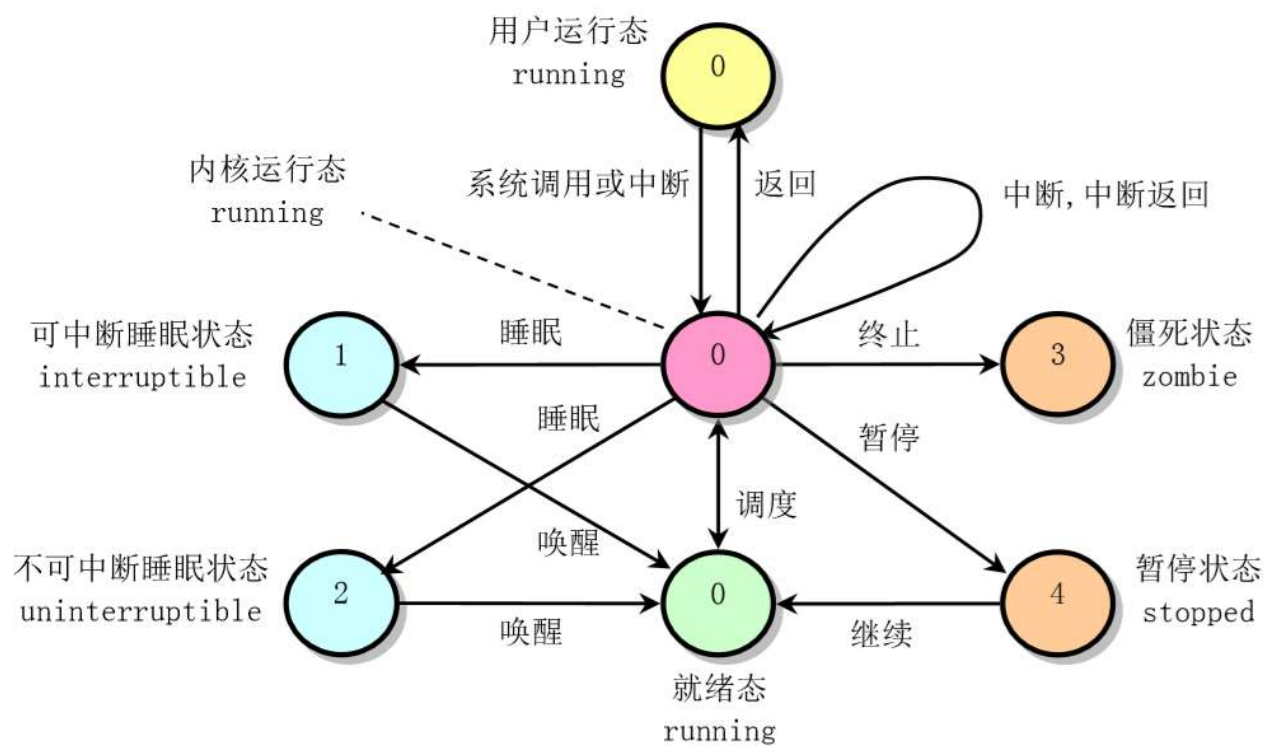 用户运行态
running
0
内核运行态
running
系统调用或中断
返回
中断,中断返回
可中断睡眠状态
interruptible
1
睡眠
0
终止
3
僵死状态
zombie
睡眠
暂停
调度
唤醒
不可中断睡眠状态
uninterruptible
2
唤醒
0
继续
4
暂停状态
stopped
就绪态
running